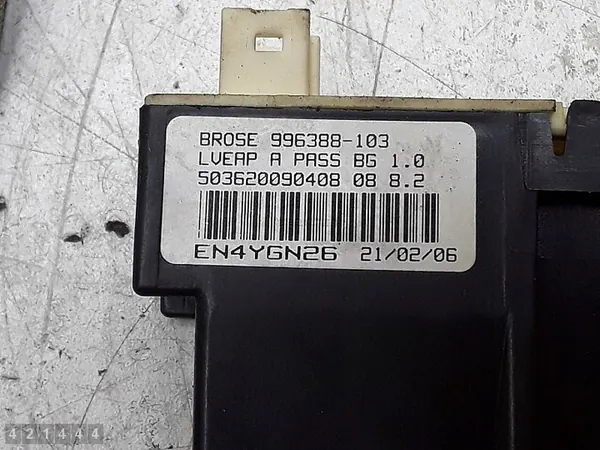 BROSE 996388-103
LVEAP A PASS BG 1.0
503620090408 08 8.2
EN4YGN26 21/02/06
421444